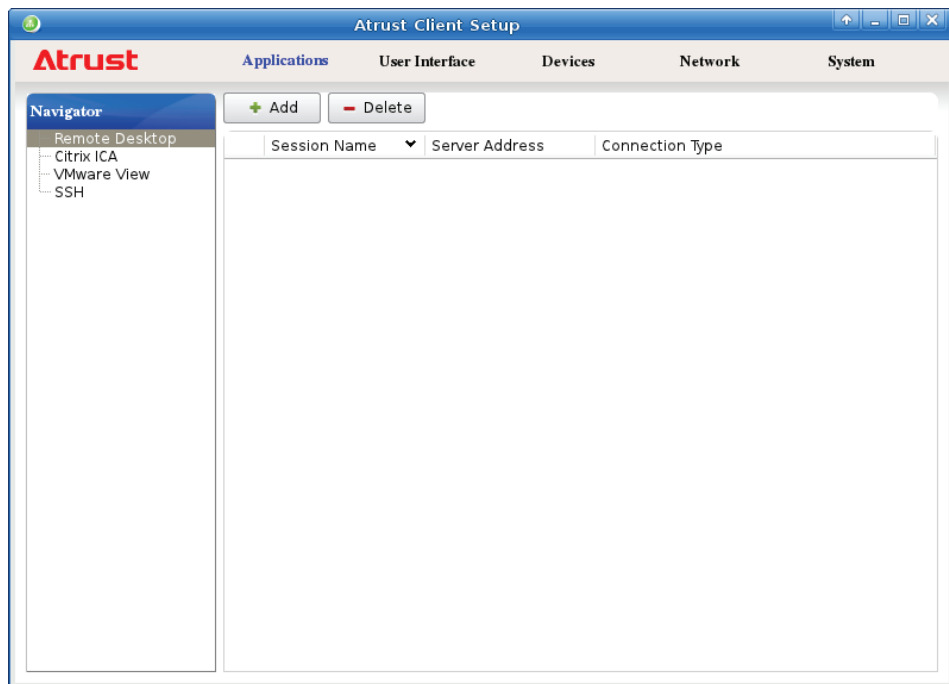 Atrust Client Setup
Atrust
Applications User Interface Devices Network System
Navigator
Remote Desktop
Citrix ICA
VMware View
SSH
Add Delete
Session Name Server Address Connection Type